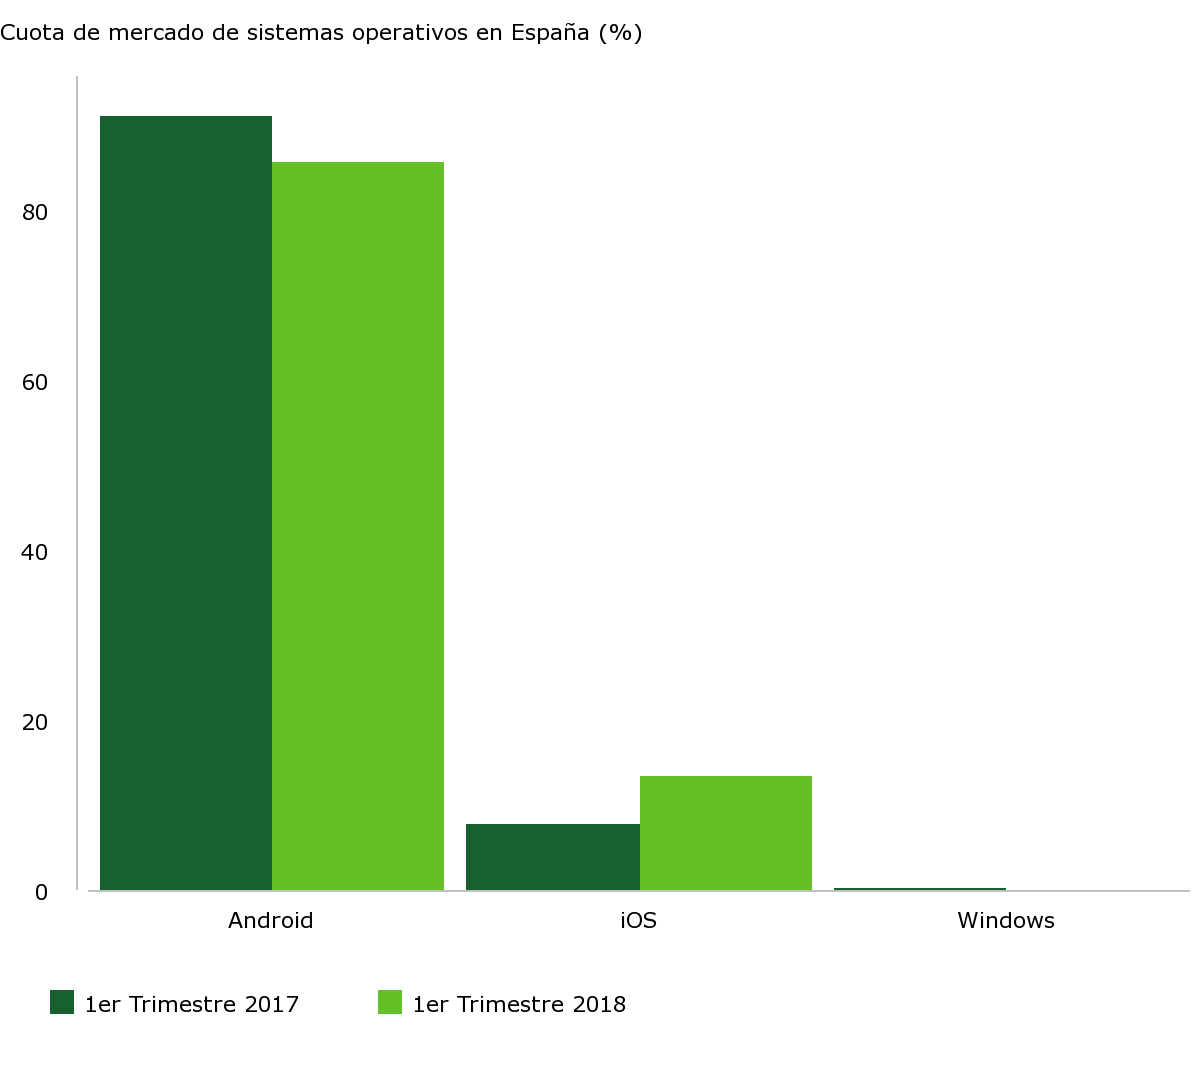 Cuota de mercado de sistemas operativos en España (%)
80
60
40
20
0
Android
iOS
Windows
1er Trimestre 2017
1er Trimestre 2018